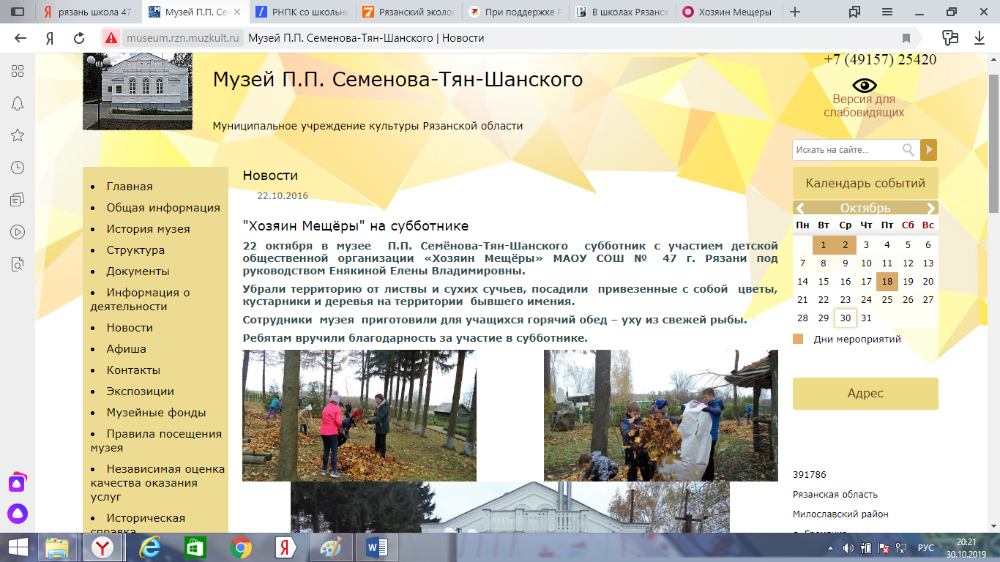 рязань школа 47
Музей П.П. Сем
РНПК со школьни
Рязанский эколог
При поддержке Р
В школах Рязанск
Хозяин Мещеры
museum.rzn.muzkult.ru
Музей П.П. Семенова-Тян-Шанского | Новости
+7 (49157) 25420
Музей П.П. Семенова-Тян-Шанского
Версия для
слабовидящих
Муниципальное учреждение культуры Рязанской области
Искать на сайте...
Главная
Общая информация
История музея
Структура
Документы
Информация о
деятельности
Новости
Афиша
Контакты
Экспозиции
Музейные фонды
Правила посещения
музея
Независимая оценка
качества оказания
услуг
Историческая
справка
Новости
22.10.2016
"Хозяин Мещёры" на субботнике
22 октября в музее П.П. Семёнова-Тян-Шанского субботник с участием детской
общественной организации «Хозяин Мещёры» МАОУ СОШ № 47 г. Рязани под
руководством Енякиной Елены Владимировны.
Убрали территорию от листвы и сухих сучьев, посадили привезенные с собой цветы,
кустарники и деревья на территории бывшего имения.
Сотрудники музея приготовили для учащихся горячий обед – уху из свежей рыбы.
Ребятам вручили благодарность за участие в субботнике.
Календарь событий
Октябрь
Пн Вт Ср Чт Пт Сб Вс
1 2 3 4 5 6
7 8 9 10 11 12 13
14 15 16 17 18 19 20
21 22 23 24 25 26 27
28 29 30 31
Дни мероприятий
Адрес
391786
Рязанская область
Милославский район
РУС
20:21
30.10.2019